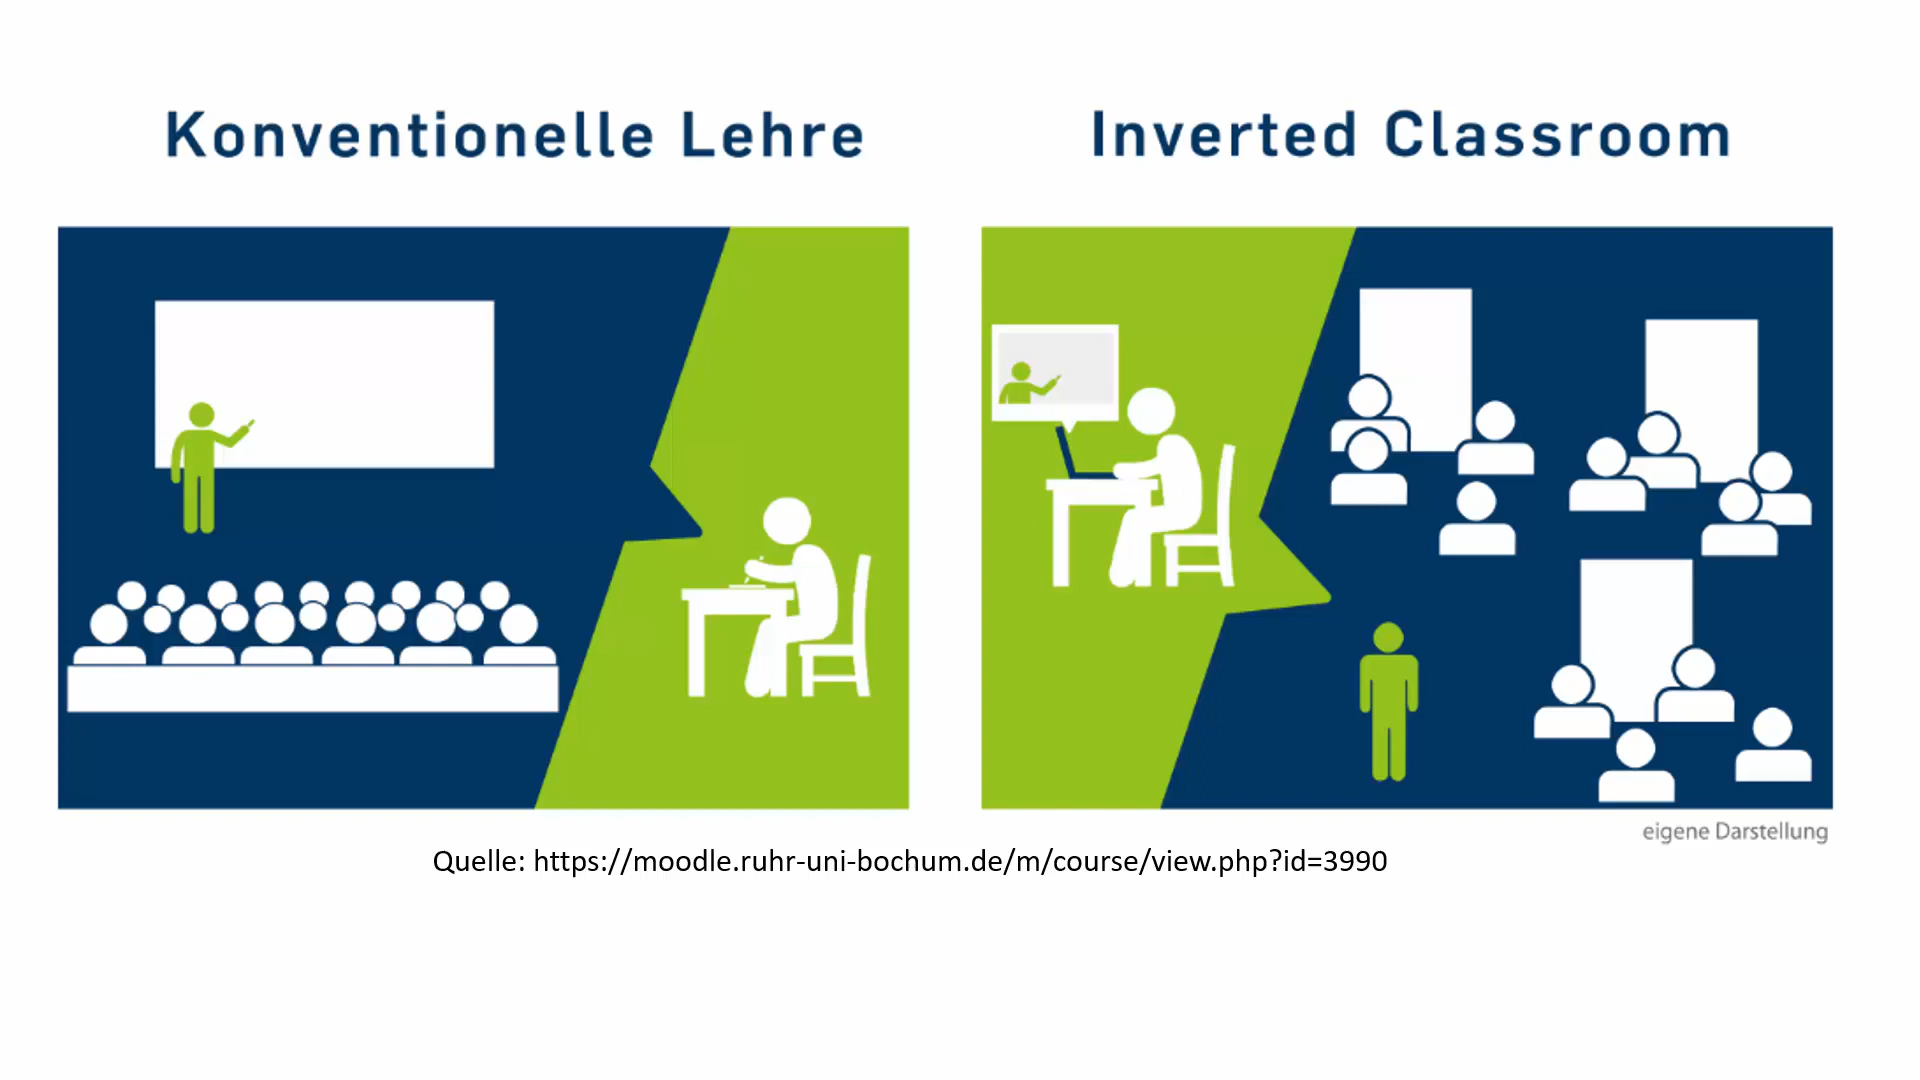 Konventionelle Lehre
Inverted Classroom
eigene Darstellung
Quelle: https://moodle.ruhr-uni-bochum.de/m/course/view.php?id=3990